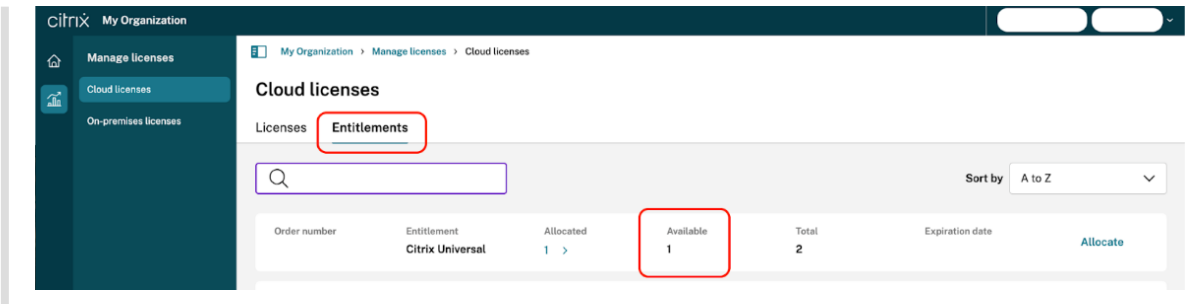 citrix My Organization
Manage licenses
Cloud licenses
On-premises licenses
My Organization > Manage licenses > Cloud licenses
Cloud licenses
Licenses Entitlements
Sort by A to Z
Order number Entitlement Allocated Available Total Expiration date
Citrix Universal 1 > 1 2 Allocate